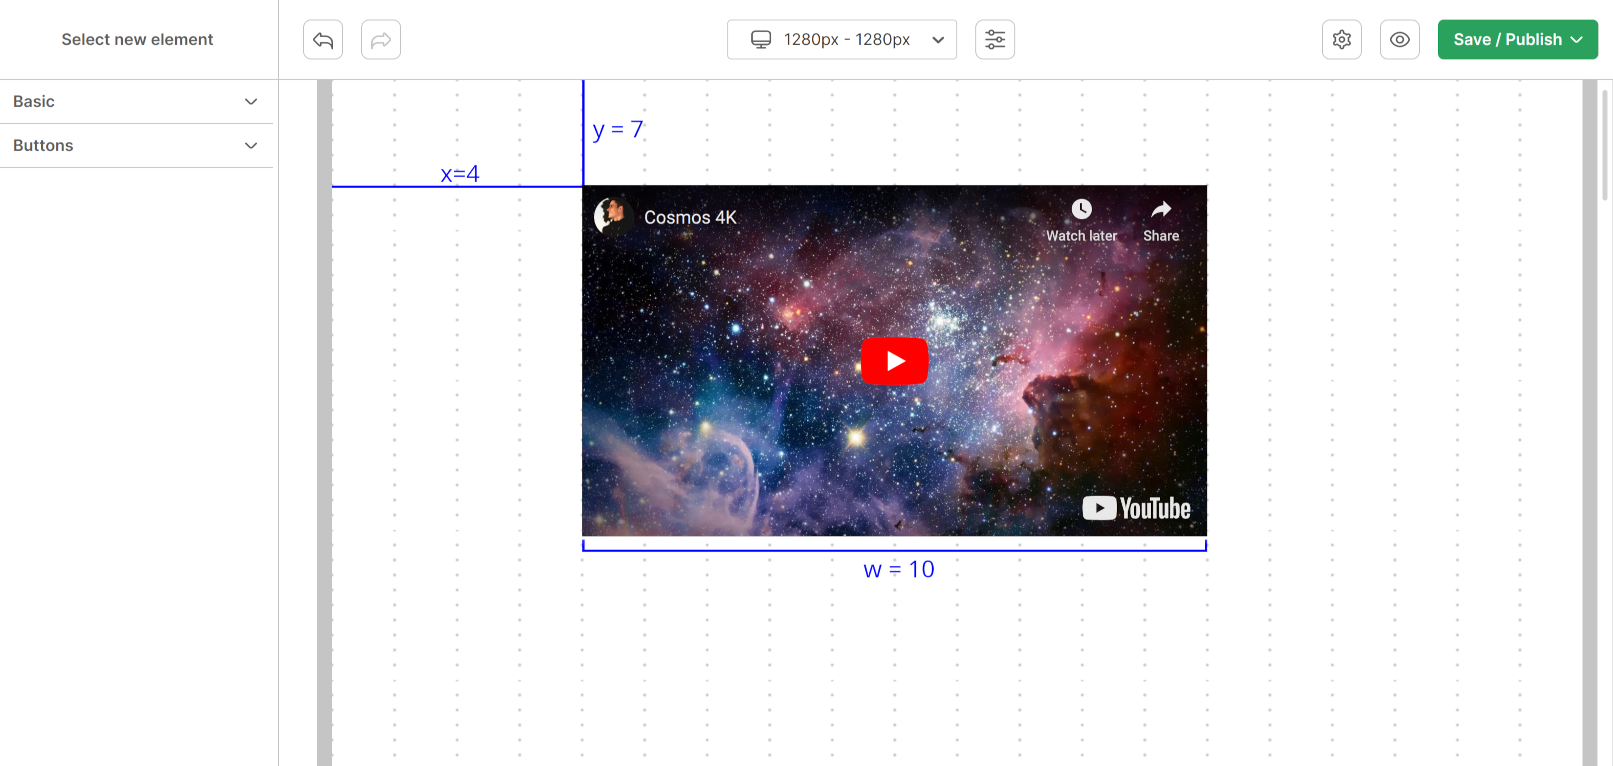 Select new element
1280px - 1280px
Save / Publish
Basic
Buttons
y = 7
x=4
Cosmos 4K
Watch later
Share
YouTube
w = 10